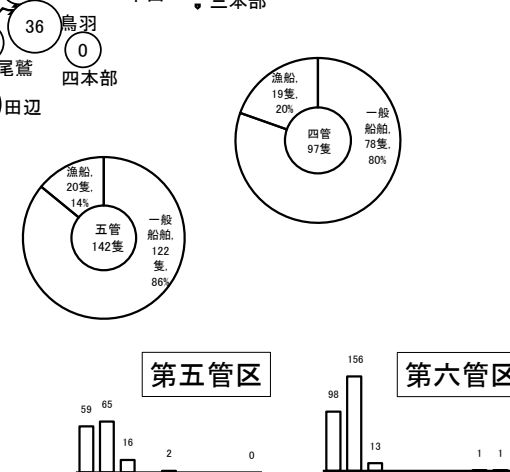 三本部
36
鳥羽
0
尾鷲
四本部
田辺
漁船,
19隻,
20%
四管
97隻
一般
船舶,
78隻,
80%
漁船,
20隻,
14%
五管
142隻
一般
船舶,
122
隻,
86%
第五管区
59
65
16
2
0
第六管区
98
156
13
1
1